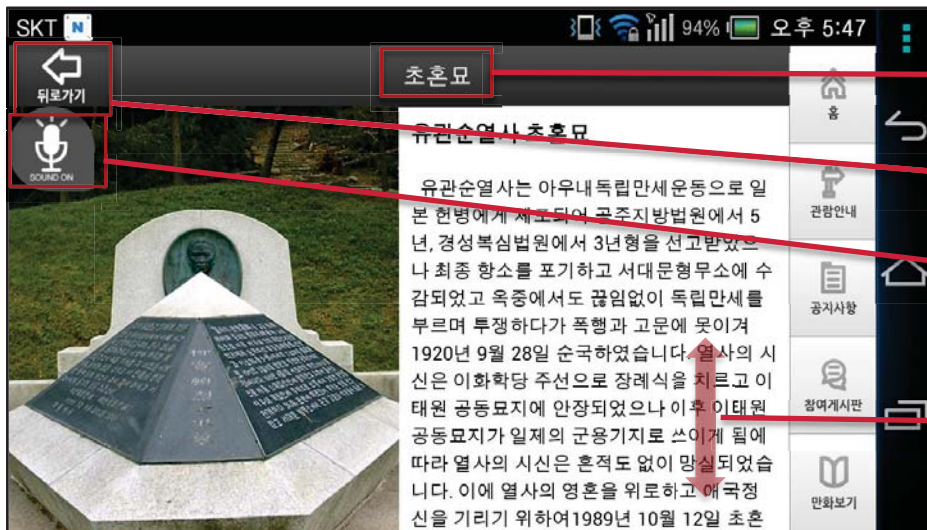 SKT N 94% 오후 5:47
뒤로가기
초혼묘
SOUND ON
유관순열사 초혼묘
유관순열사는 아우내독립만세운동으로 일
본 헌병에게 체포되어 공주지방법원에서 5
년, 경성복심법원에서 3년형을 선고받았으
나 최종 항소를 포기하고 서대문형무소에 수
감되었고 옥중에서도 끊임없이 독립만세를
부르며 투쟁하다가 폭행과 고문에 못이겨
1920년 9월 28일 순국하였습니다. 열사의 시
신은 이화학당 주선으로 장례식을 치르고 이
태원 공동묘지에 안장되었으나 이후 이태원
공동묘지가 일제의 군용기지로 쓰이게 됨에
따라 열사의 시신은 흔적도 없이 망실되었습
니다. 이에 열사의 영혼을 위로하고 애국정
신을 기리기 위하여1989년 10월 12일 초혼
홈
관람안내
공지사항
참여게시판
만화보기